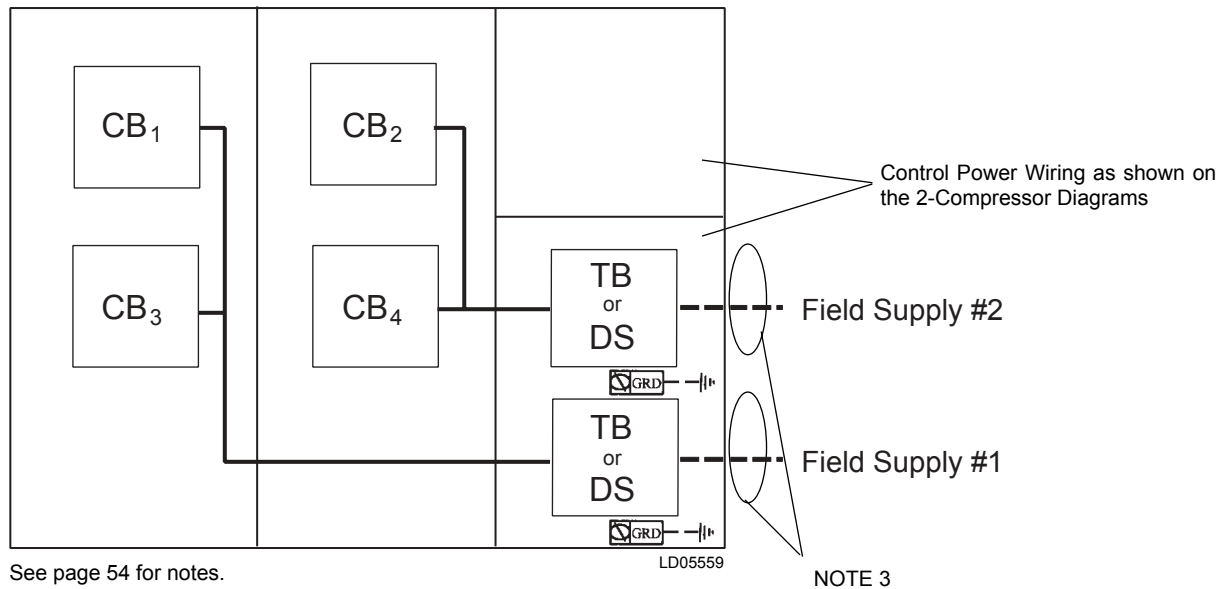 CB1
CB2
Control Power Wiring as shown on
the 2-Compressor Diagrams
CB3
CB4
TB
or
DS
Field Supply #2
GRD
TB
or
DS
Field Supply #1
GRD
LD05559
See page 54 for notes.
NOTE 3